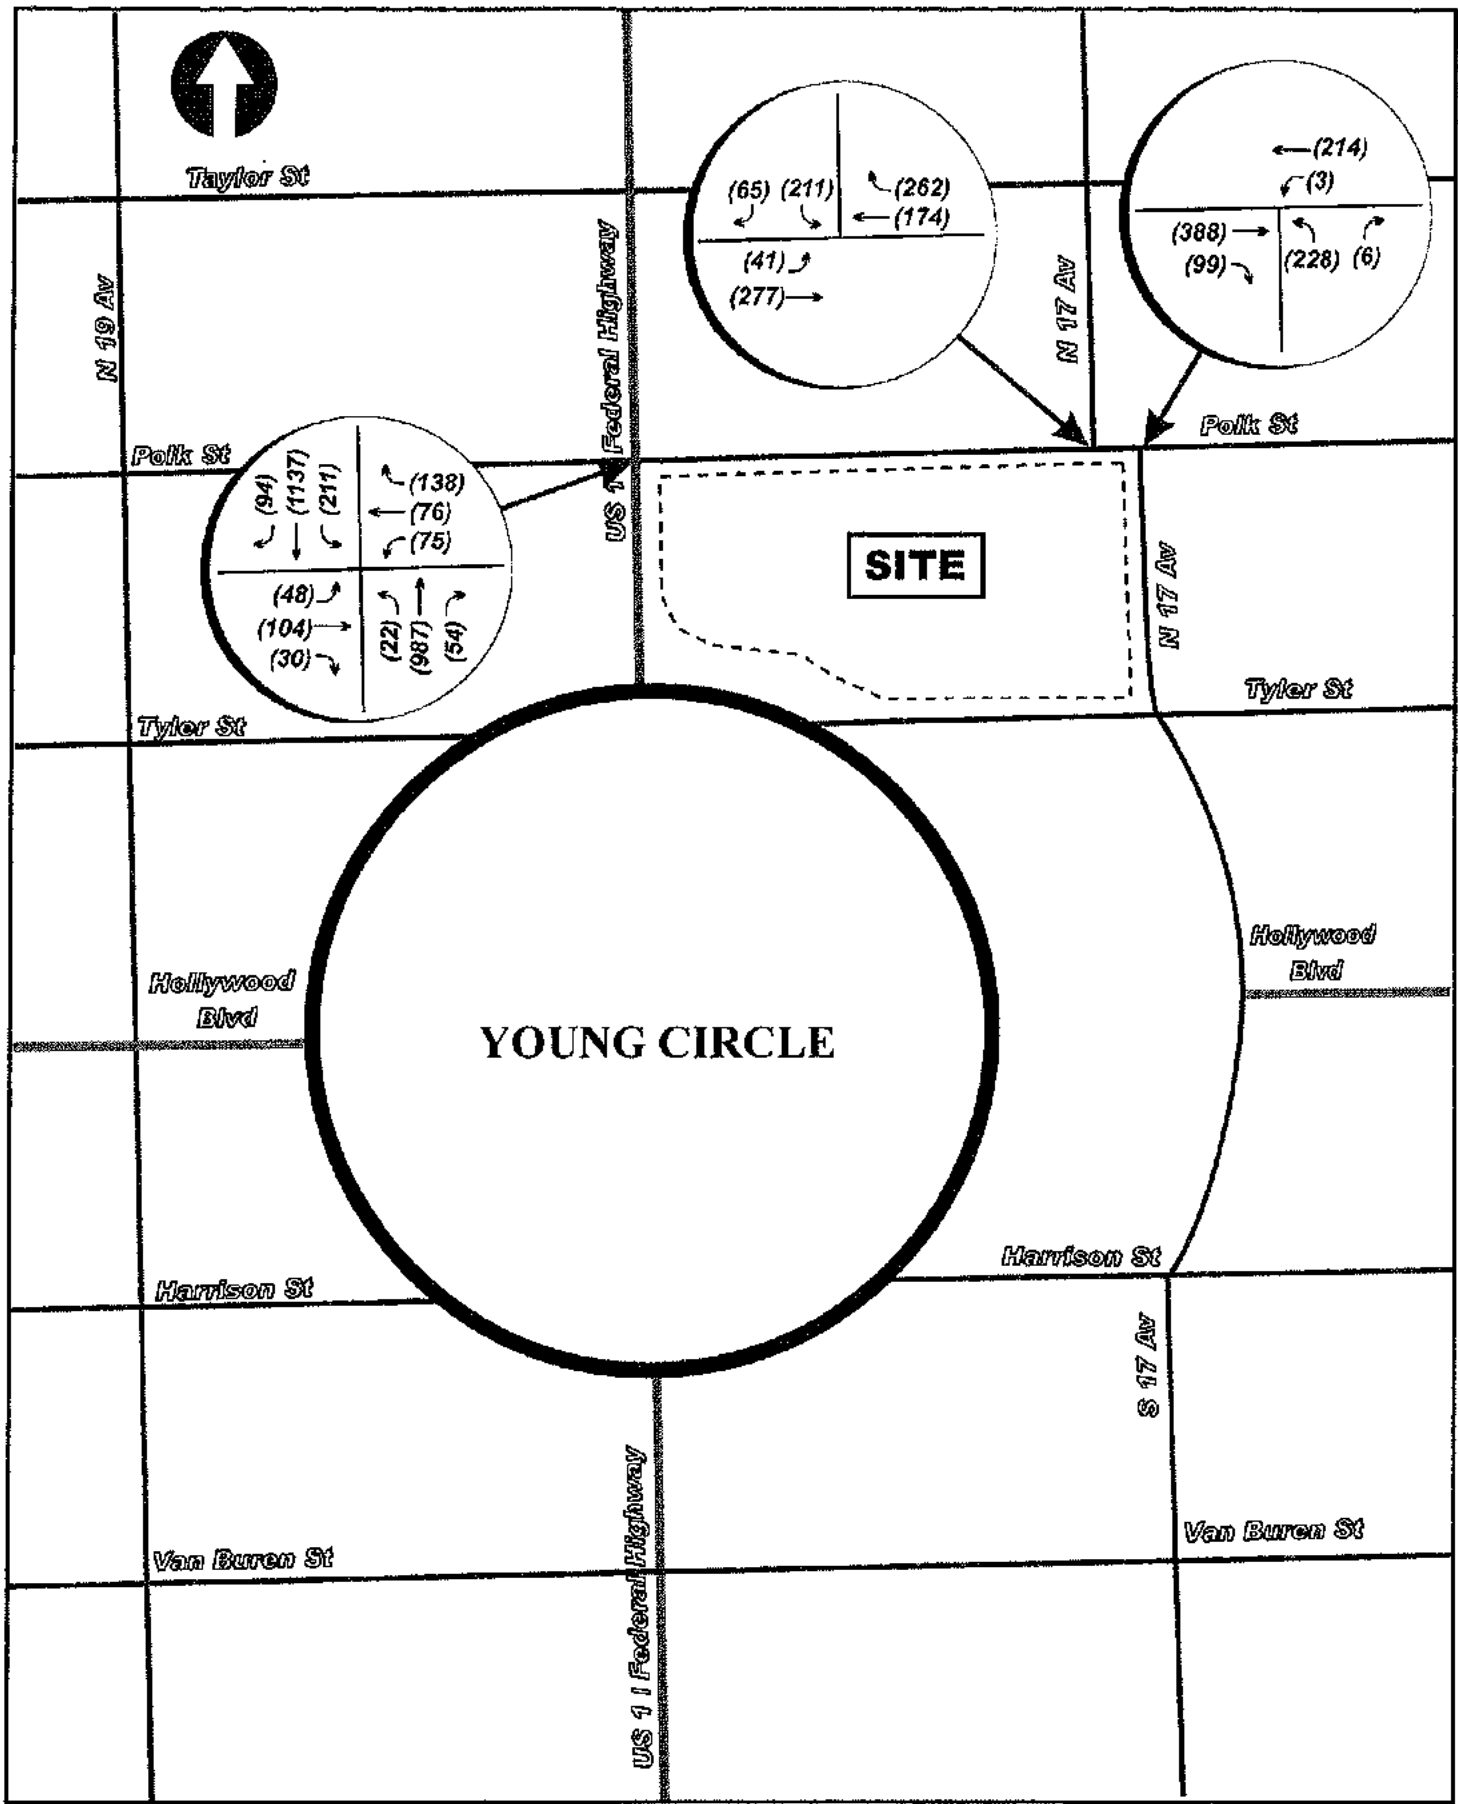 Taylor St
N 19 Av
US 1 | Federal Highway
N 17 Av
(65) (211)
(262)
(174)
(41)
(277)
(214)
(3)
(388)
(99)
(228) (6)
Polk St
Polk St
(94)
(1137)
(211)
(138)
(76)
(75)
(48)
(104)
(30)
(22)
(987)
(54)
SITE
N 17 Av
Tyler St
Tyler St
Hollywood
Blvd
Hollywood
Blvd
YOUNG CIRCLE
Harrison St
Harrison St
S 17 Av
US 1 | Federal Highway
Van Buren St
Van Buren St